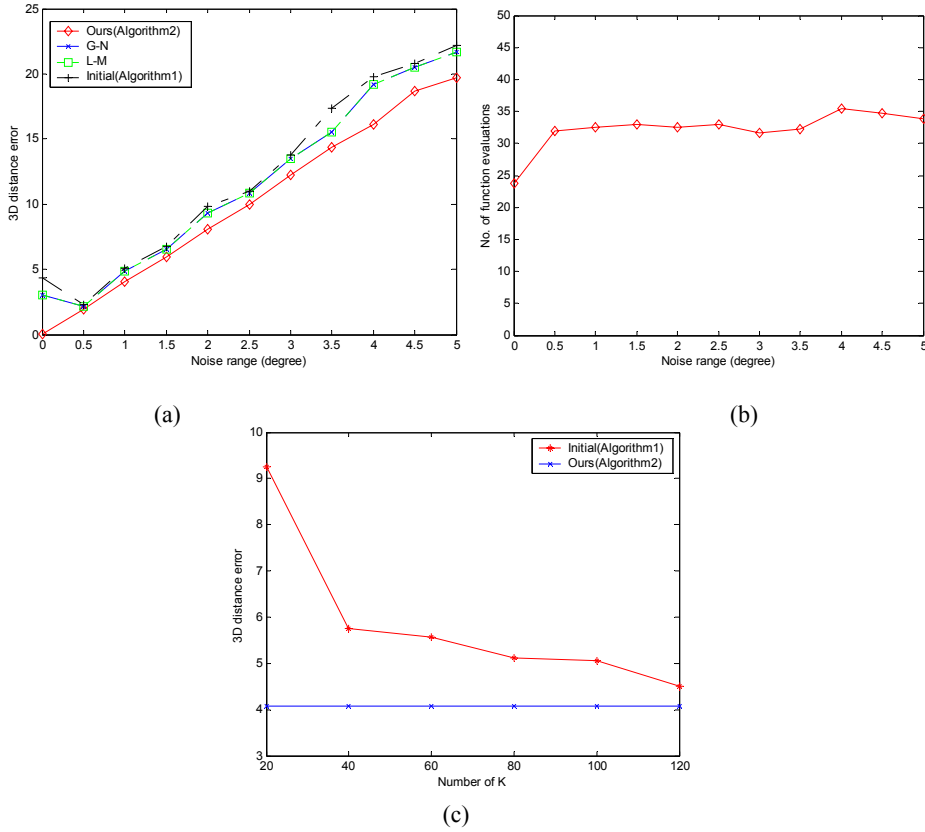 25
20
15
10
5
0
3D distance error
Ours(Algorithm2)
G-N
L-M
Initial(Algorithm1)
0 0.5 1 1.5 2 2.5 3 3.5 4 4.5 5
Noise range (degree)
(a)
50
45
40
35
30
25
20
15
10
5
0
No. of function evaluations
0 0.5 1 1.5 2 2.5 3 3.5 4 4.5 5
Noise range (degree)
(b)
10
9
8
7
6
5
4
3
3D distance error
Initial(Algorithm1)
Ours(Algorithm2)
20 40 60 80 100 120
Number of K
(c)